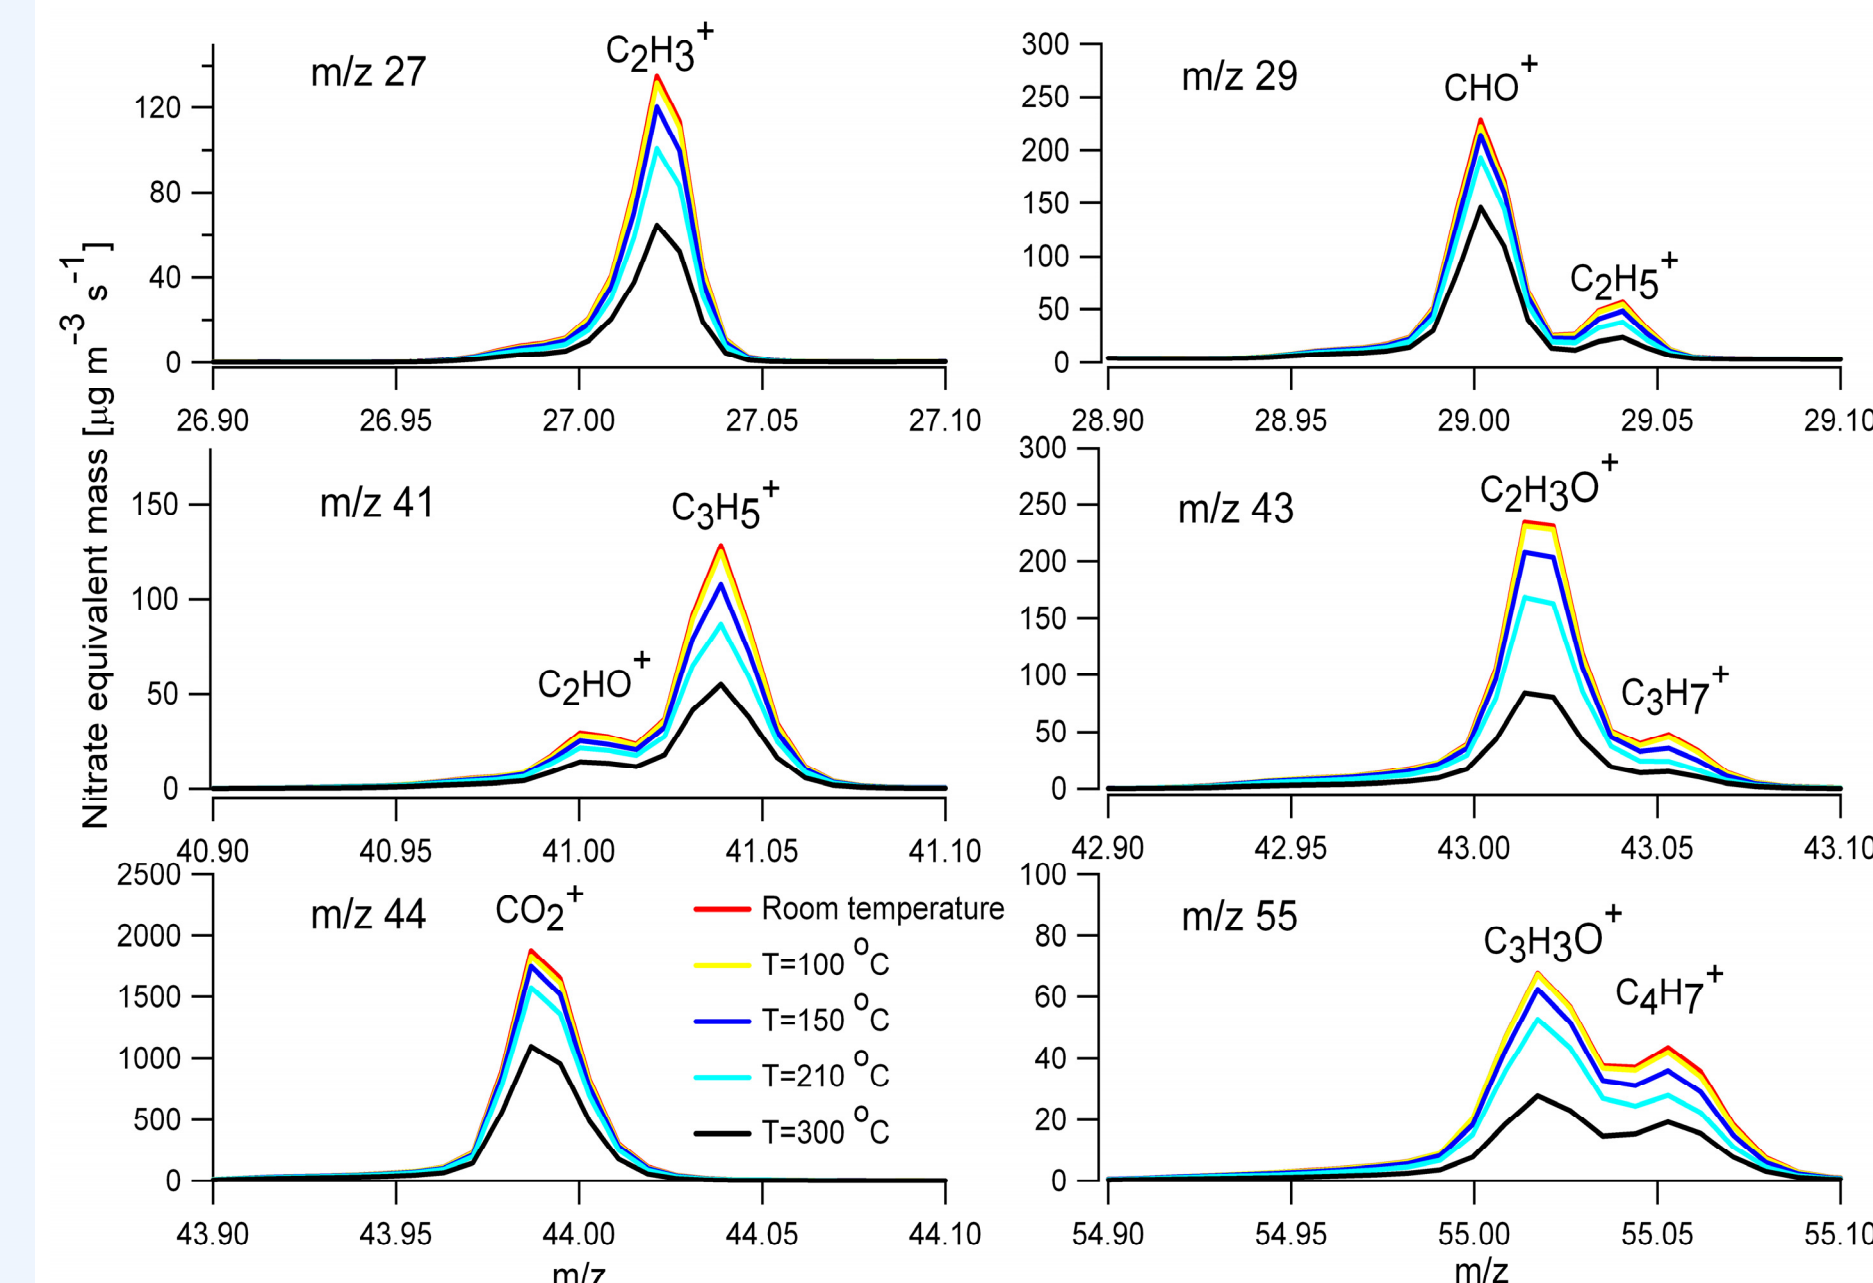 Nitrate equivalent mass [µg m⁻³ s⁻¹]
m/z 27
C₂H₃⁺
120
80
40
0
26.90 26.95 27.00 27.05 27.10
m/z 29
CHO⁺
C₂H₅⁺
300
250
200
150
100
50
0
28.90 28.95 29.00 29.05 29.10
m/z 41
C₂HO⁺
C₃H₅⁺
150
100
50
0
40.90 40.95 41.00 41.05 41.10
m/z 43
C₂H₃O⁺
C₃H₇⁺
300
250
200
150
100
50
0
42.90 42.95 43.00 43.05 43.10
m/z 44
CO₂⁺
2500
2000
1500
1000
500
0
Room temperature
T=100 °C
T=150 °C
T=210 °C
T=300 °C
43.90 43.95 44.00 44.05 44.10
m/z
m/z 55
C₃H₃O⁺
C₄H₇⁺
100
80
60
40
20
0
54.90 54.95 55.00 55.05 55.10
m/z